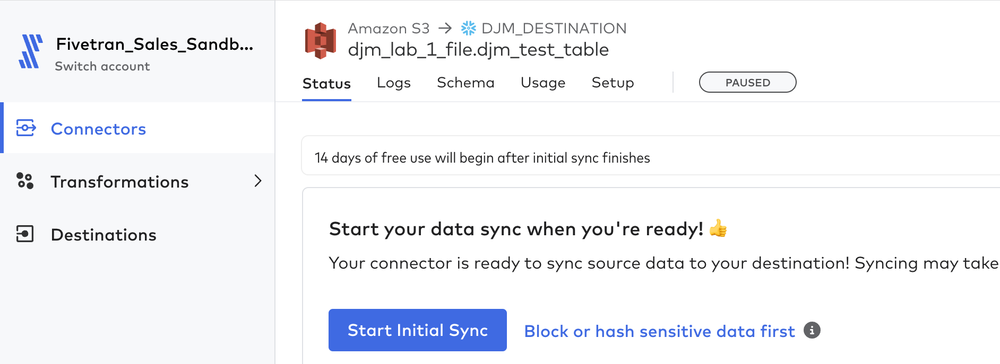 Fivetran_Sales_Sandb...
Switch account
Connectors
Transformations
Destinations
Amazon S3 → DJM_DESTINATION
djm_lab_1_file.djm_test_table
Status Logs Schema Usage Setup PAUSED
14 days of free use will begin after initial sync finishes
Start your data sync when you're ready! 👍
Your connector is ready to sync source data to your destination! Syncing may take
Start Initial Sync Block or hash sensitive data first